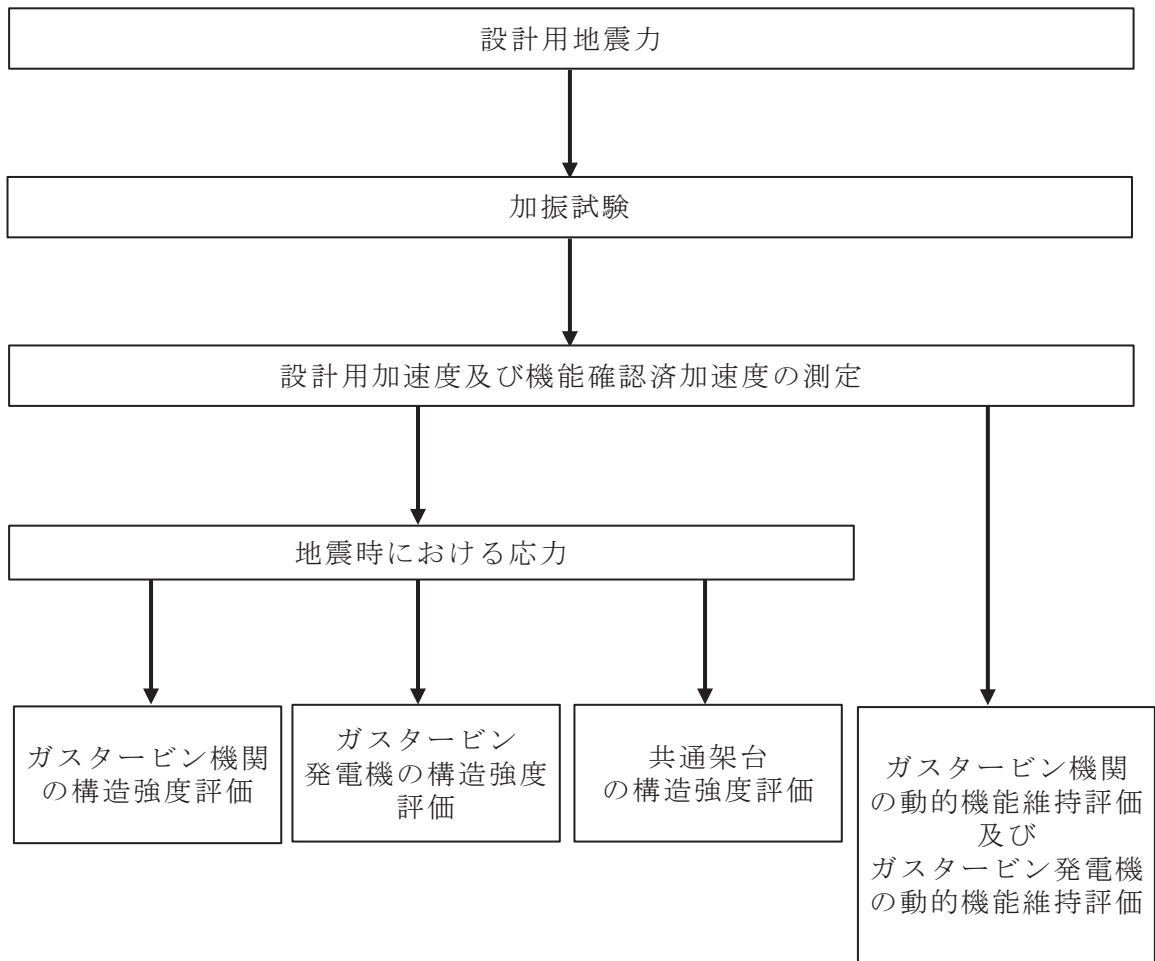 設計用地震力
加振試験
設計用加速度及び機能確認済加速度の測定
地震時における応力
ガスタービン機関
の構造強度評価
ガスタービン
発電機の構造強度
評価
共通架台
の構造強度評価
ガスタービン機関
の動的機能維持評価
及び
ガスタービン発電機
の動的機能維持評価